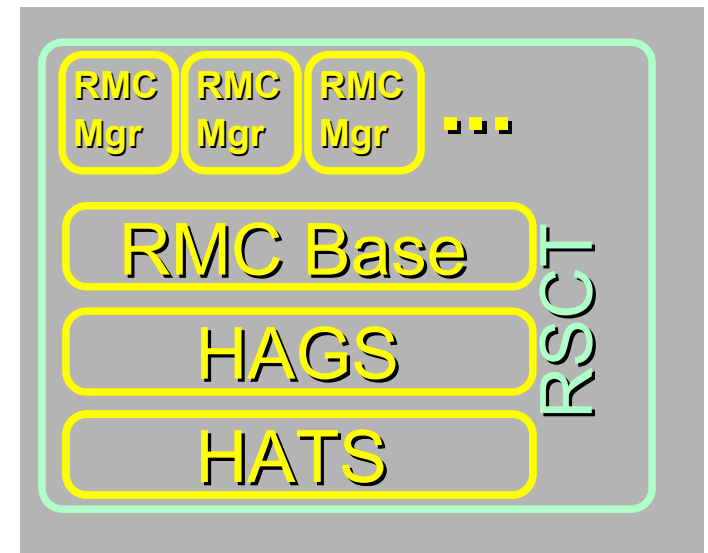 RMC
Mgr
RMC
Mgr
RMC
Mgr
...
RMC Base
HAGS
HATS
RSCT